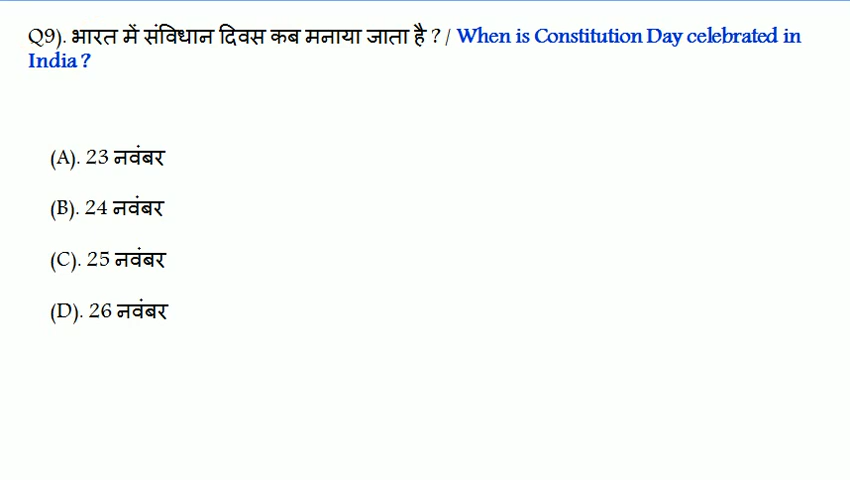 Q9). भारत में संविधान दिवस कब मनाया जाता है ? / When is Constitution Day celebrated in
India ?
(A). 23 नवंबर
(B). 24 नवंबर
(C). 25 नवंबर
(D). 26 नवंबर